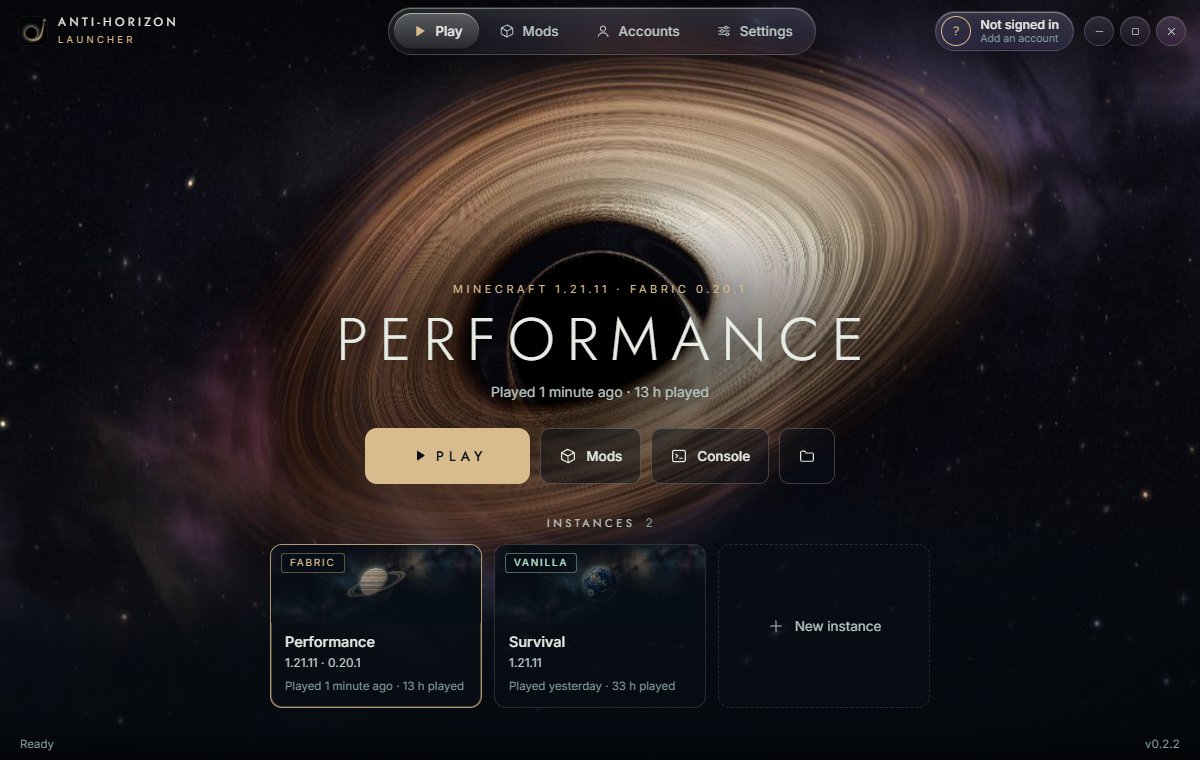 ANTI-HORIZON
LAUNCHER
Play
Mods
Accounts
Settings
?
Not signed in
Add an account
MINECRAFT 1.21.11 · FABRIC 0.20.1
PERFORMANCE
Played 1 minute ago · 13 h played
PLAY
Mods
Console
INSTANCES 2
FABRIC
Performance
1.21.11 · 0.20.1
Played 1 minute ago · 13 h played
VANILLA
Survival
1.21.11
Played yesterday · 33 h played
+ New instance
Ready
v0.2.2